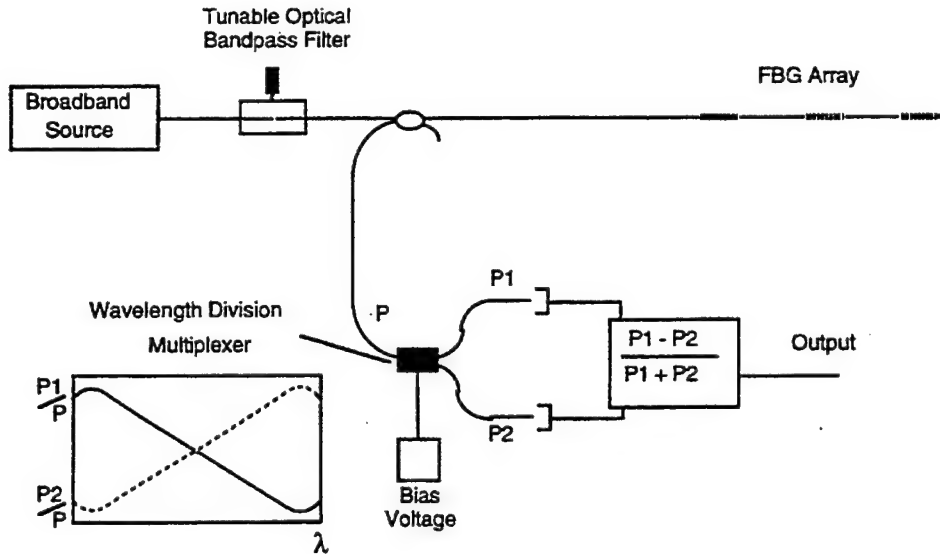 Tunable Optical
Bandpass Filter
Broadband
Source
FBG Array
P1
Wavelength Division
Multiplexer
P
P1 - P2
P1 + P2
Output
P1
P
P2
P2
P
Bias
Voltage
λ